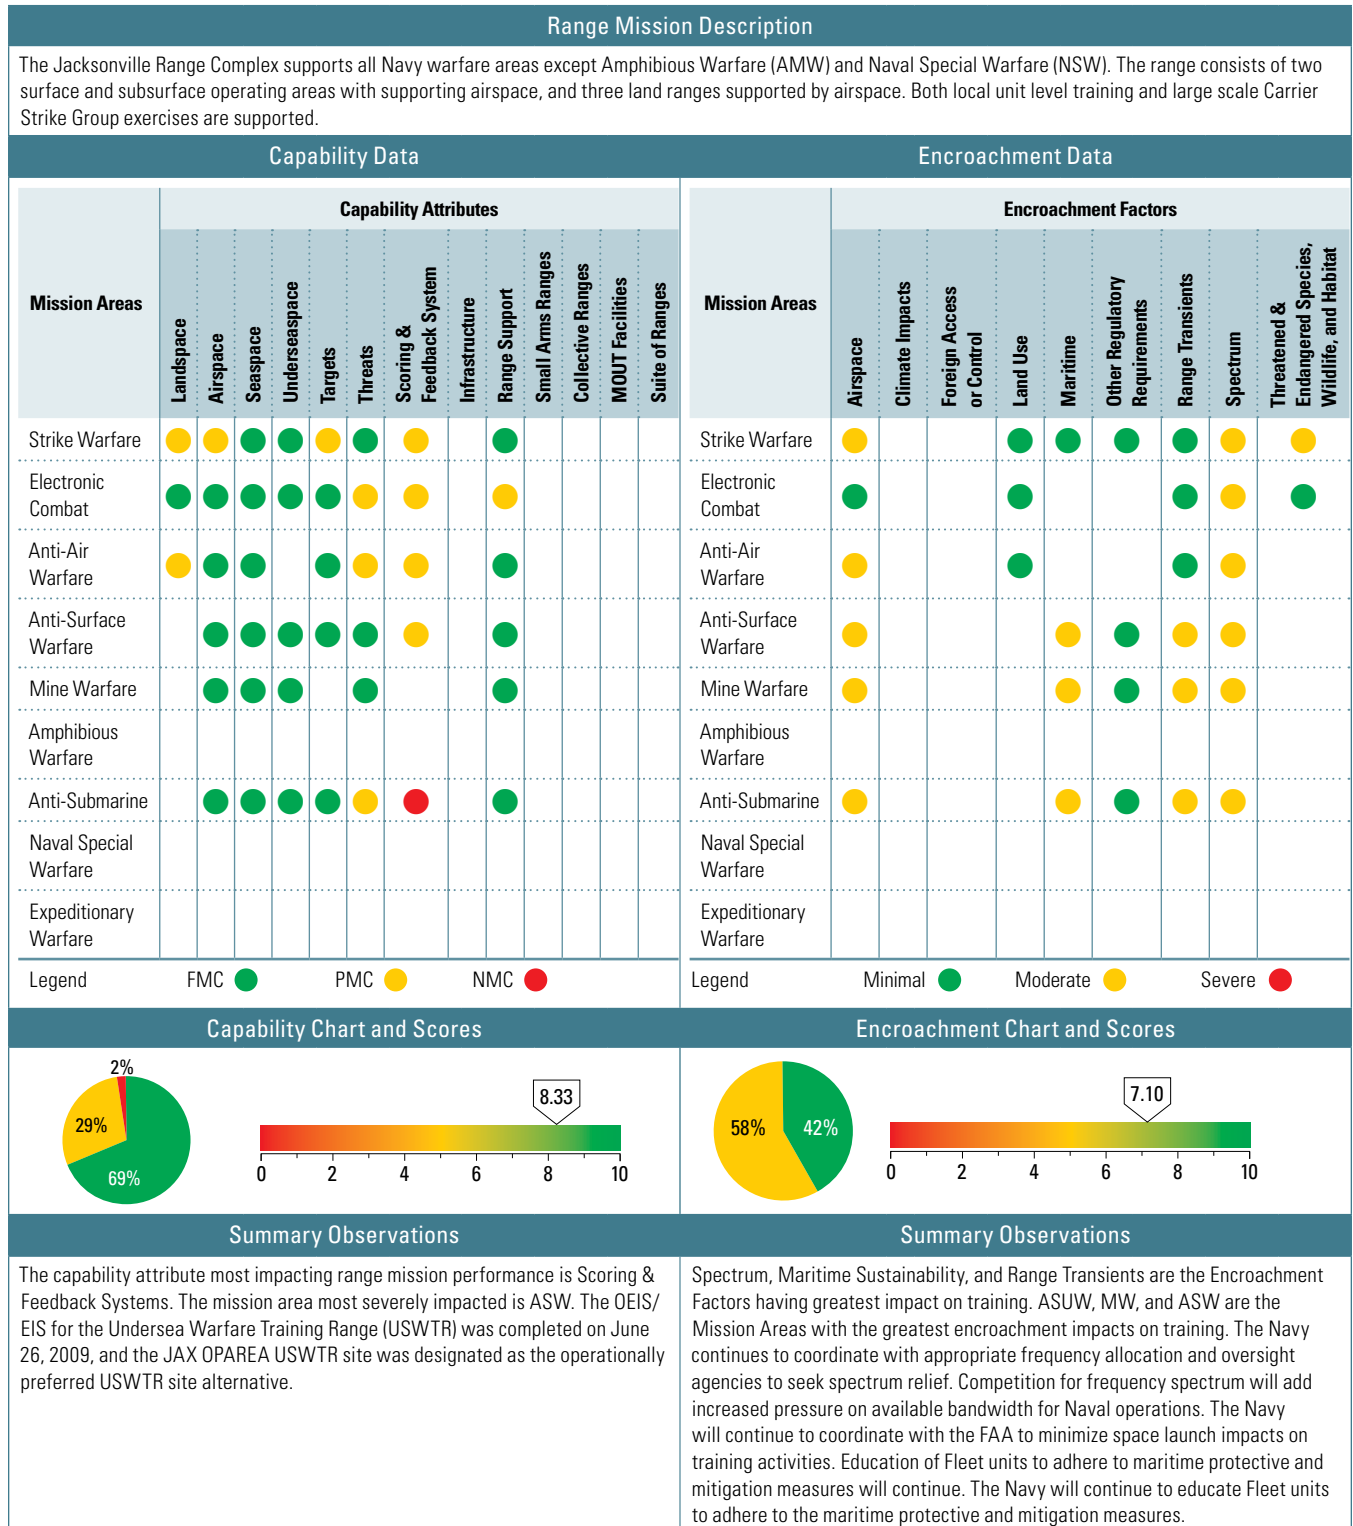 Range Mission Description
The Jacksonville Range Complex supports all Navy warfare areas except Amphibious Warfare (AMW) and Naval Special Warfare (NSW). The range consists of two
surface and subsurface operating areas with supporting airspace, and three land ranges supported by airspace. Both local unit level training and large scale Carrier
Strike Group exercises are supported.
Capability Data
Mission Areas
Capability Attributes
Landspace
Airspace
Seaspace
Underseaspace
Targets
Threats
Scoring &
Feedback System
Infrastructure
Range Support
Small Arms Ranges
Collective Ranges
MOUT Facilities
Suite of Ranges
Strike Warfare
Electronic
Combat
Anti-Air
Warfare
Anti-Surface
Warfare
Mine Warfare
Amphibious
Warfare
Anti-Submarine
Naval Special
Warfare
Expeditionary
Warfare
Legend FMC PMC NMC
Encroachment Data
Mission Areas
Encroachment Factors
Airspace
Climate Impacts
Foreign Access
or Control
Land Use
Maritime
Other Regulatory
Requirements
Range Transients
Spectrum
Threatened &
Endangered Species,
Wildlife, and Habitat
Strike Warfare
Electronic
Combat
Anti-Air
Warfare
Anti-Surface
Warfare
Mine Warfare
Amphibious
Warfare
Anti-Submarine
Naval Special
Warfare
Expeditionary
Warfare
Legend Minimal Moderate Severe
Capability Chart and Scores
2%
29%
69%
8.33
0 2 4 6 8 10
Encroachment Chart and Scores
58%
42%
7.10
0 2 4 6 8 10
Summary Observations
The capability attribute most impacting range mission performance is Scoring &
Feedback Systems. The mission area most severely impacted is ASW. The OEIS/
EIS for the Undersea Warfare Training Range (USWTR) was completed on June
26, 2009, and the JAX OPAREA USWTR site was designated as the operationally
preferred USWTR site alternative.
Summary Observations
Spectrum, Maritime Sustainability, and Range Transients are the Encroachment
Factors having greatest impact on training. ASUW, MW, and ASW are the
Mission Areas with the greatest encroachment impacts on training. The Navy
continues to coordinate with appropriate frequency allocation and oversight
agencies to seek spectrum relief. Competition for frequency spectrum will add
increased pressure on available bandwidth for Naval operations. The Navy
will continue to coordinate with the FAA to minimize space launch impacts on
training activities. Education of Fleet units to adhere to maritime protective and
mitigation measures will continue. The Navy will continue to educate Fleet units
to adhere to the maritime protective and mitigation measures.